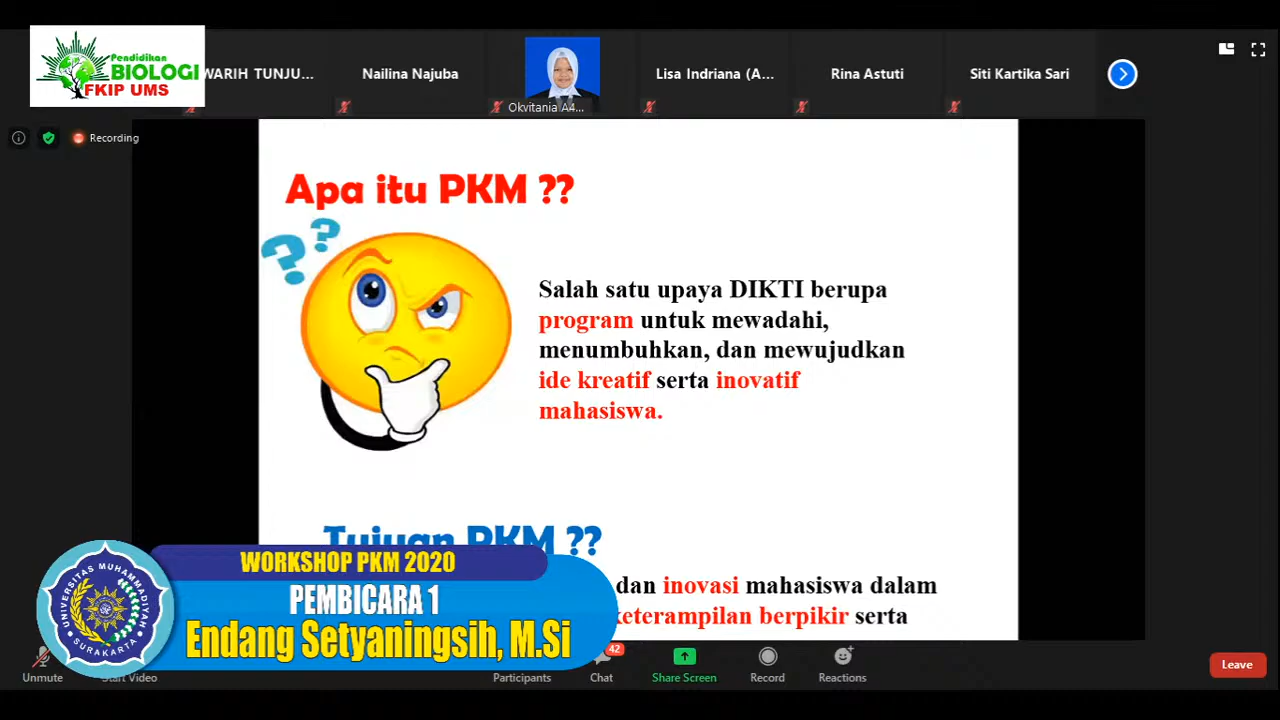 Pendidikan
BIOLOGI
FKIP UMS
WARIH TUNJU...
Nailina Najuba
Okvitania A4...
Lisa Indriana (A...
Rina Astuti
Siti Kartika Sari
Recording
Apa itu PKM ??
? ?
Salah satu upaya DIKTI berupa
program untuk mewadahi,
menumbuhkan, dan mewujudkan
ide kreatif serta inovatif
mahasiswa.
Tujuan PKM ??
dan inovasi mahasiswa dalam
keterampilan berpikir serta
WORKSHOP PKM 2020
PEMBICARA 1
Endang Setyaningsih, M.Si
UNIVERSITAS MUHAMMADIYAH
SURAKARTA
Unmute
Start Video
Participants
42
Chat
Share Screen
Record
Reactions
Leave